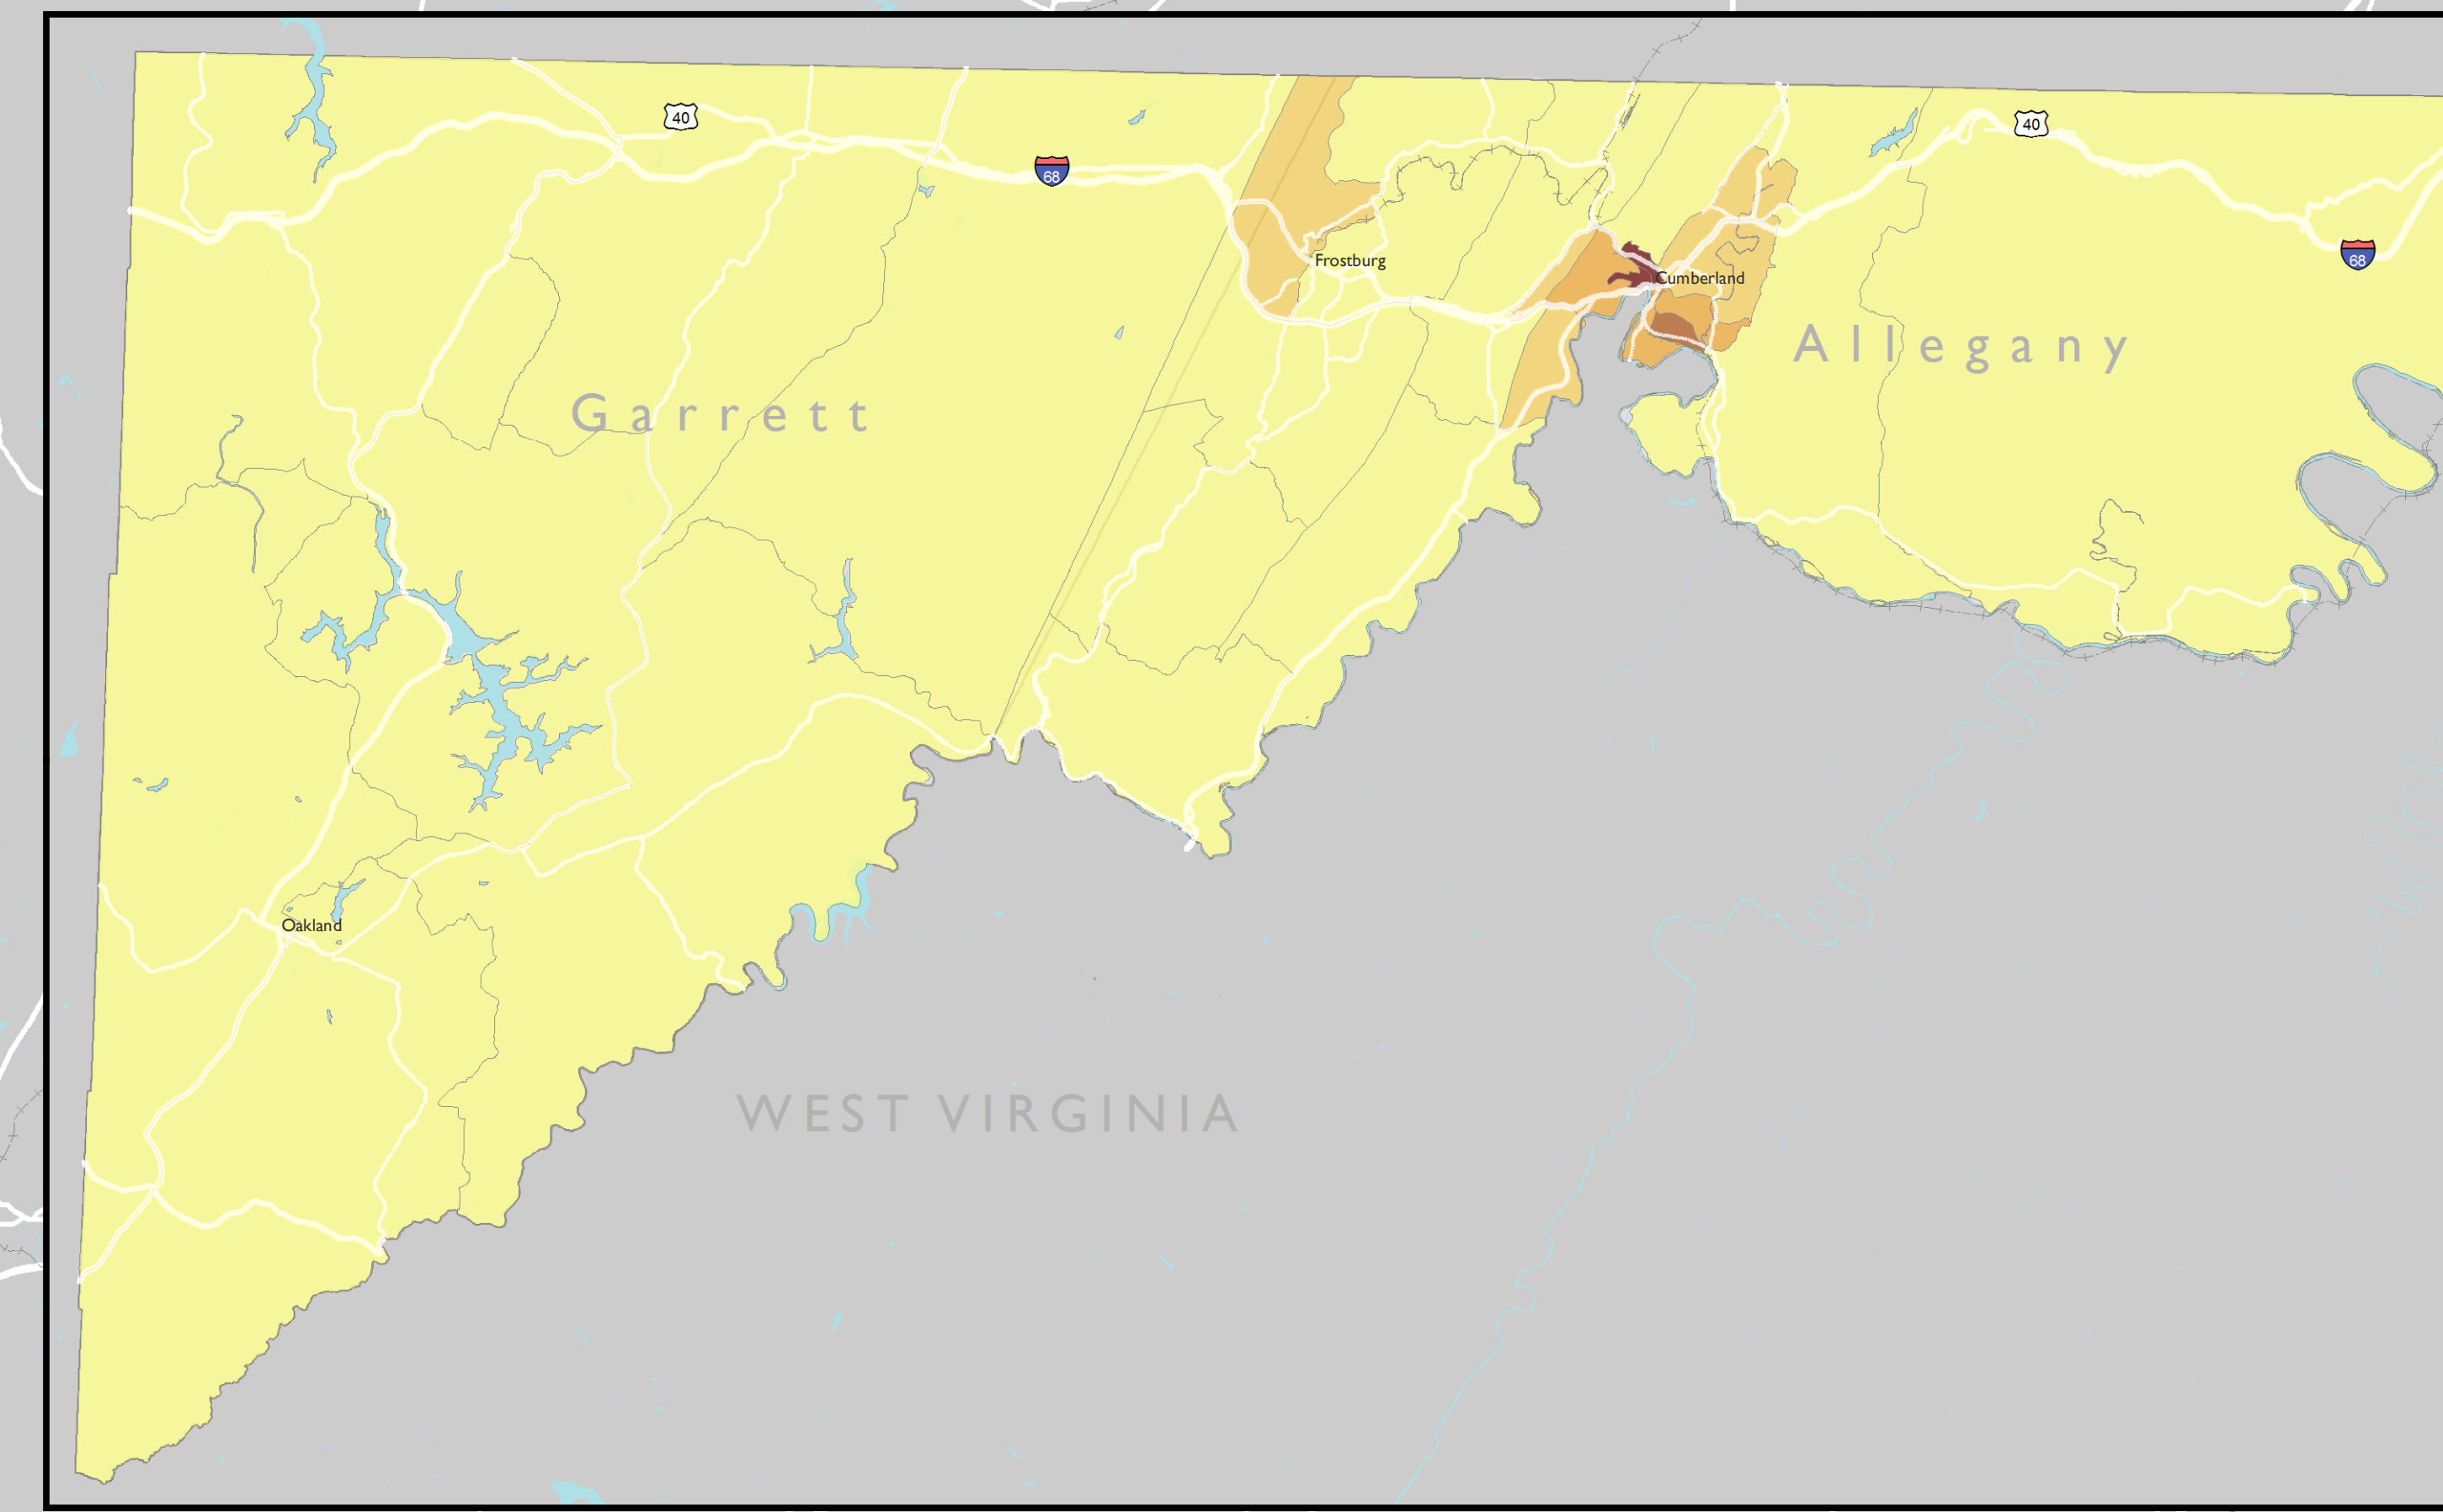 40
40
68
68
Frostburg
Cumberland
Allegany
Garrett
Oakland
WEST VIRGINIA